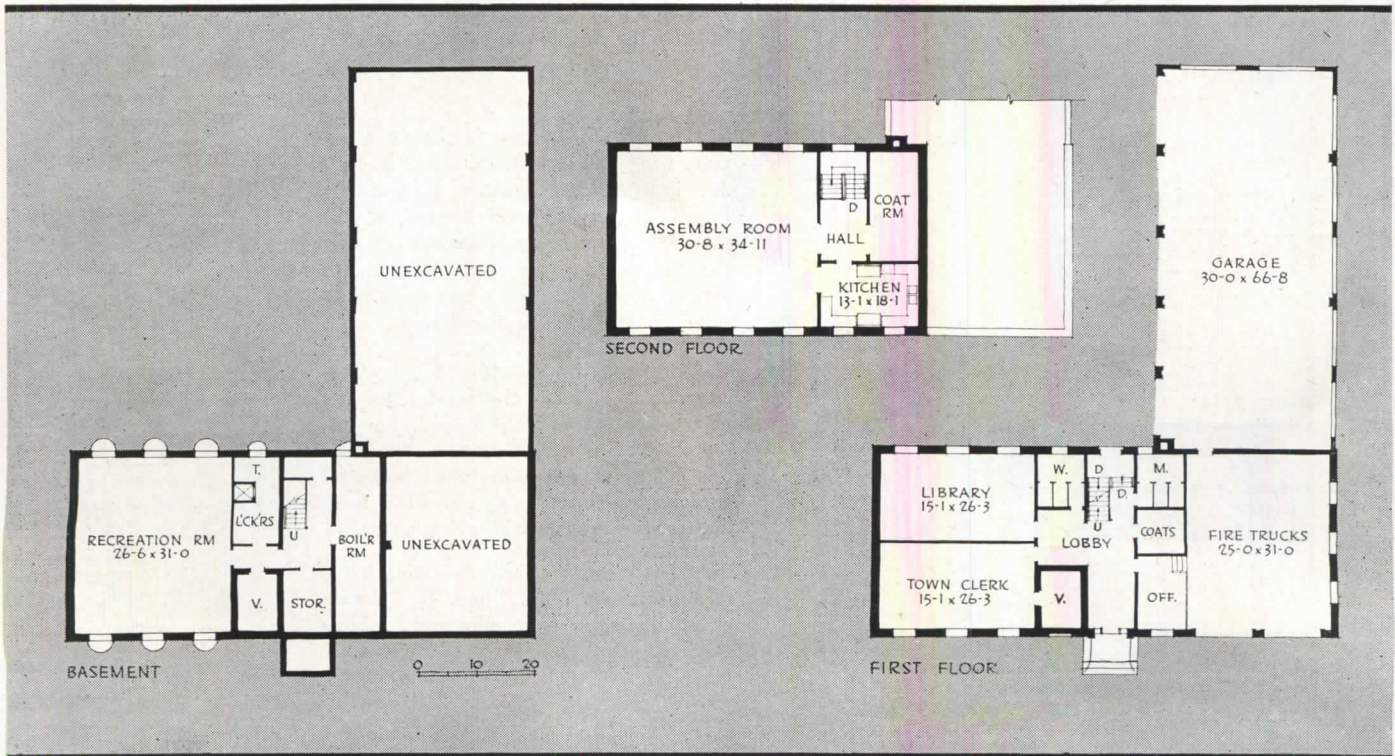 UNEXCAVATED
RECREATION RM
26-6 x 31-0
T.
L'CK'RS
U
BOIL'R
RM
UNEXCAVATED
V.
STOR.
BASEMENT
0 10 20
ASSEMBLY ROOM
30-8 x 34-11
D
COAT
RM
HALL
KITCHEN
13-1 x 18-1
SECOND FLOOR
GARAGE
30-0 x 66-8
LIBRARY
15-1 x 26-3
W.
D
D
M.
U
LOBBY
COATS
FIRE TRUCKS
25-0 x 31-0
TOWN CLERK
15-1 x 26-3
V.
OFF.
FIRST FLOOR